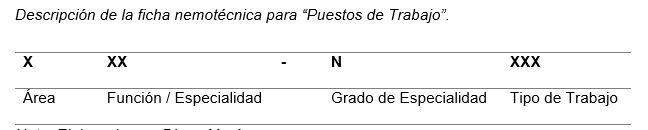 Descripción de la ficha nemotécnica para “Puestos de Trabajo”.
X XX - N XXX
Área Función / Especialidad Grado de Especialidad Tipo de Trabajo